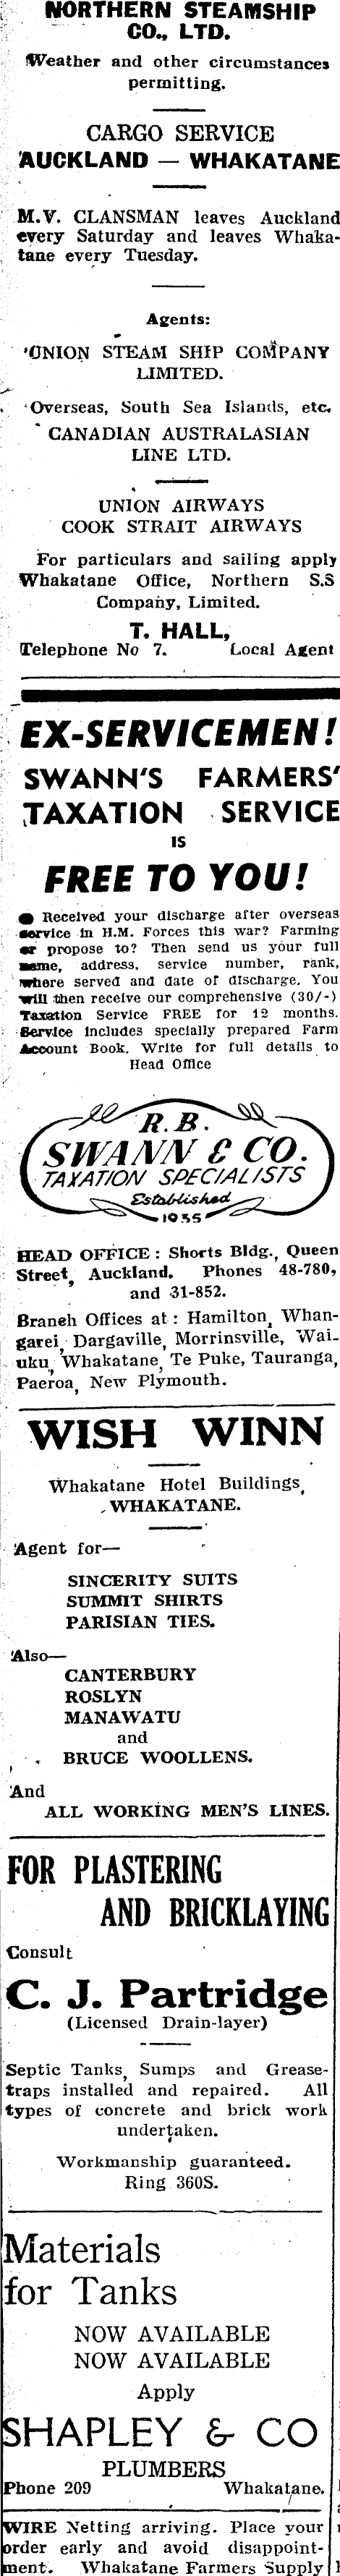 NORTHERN STEAMSHIP
CO., LTD.
Weather and other circumstances
permitting.
CARGO SERVICE
AUCKLAND — WHAKATANE
M.V. CLANSMAN leaves Auckland
every Saturday and leaves Whaka-
tane every Tuesday.
Agents:
UNION STEAM SHIP COMPANY
LIMITED.
Overseas, South Sea Islands, etc.
CANADIAN AUSTRALASIAN
LINE LTD.
UNION AIRWAYS
COOK STRAIT AIRWAYS
For particulars and sailing apply
Whakatane Office, Northern S.S
Company, Limited.
T. HALL,
Telephone No 7. Local Agent
EX-SERVICEMEN!
SWANN'S FARMERS'
TAXATION SERVICE
IS
FREE TO YOU!
● Received your discharge after overseas
service in H.M. Forces this war? Farming
or propose to? Then send us your full
name, address, service number, rank,
where served and date of discharge. You
will then receive our comprehensive (30/-)
Taxation Service FREE for 12 months.
Service includes specially prepared Farm
Account Book. Write for full details to
Head Office
R.B.
SWANN & CO.
TAXATION SPECIALISTS
Established
1935
HEAD OFFICE : Shorts Bldg., Queen
Street, Auckland. Phones 48-780,
and 31-852.
Braneh Offices at : Hamilton, Whan-
garei, Dargaville, Morrinsville, Wai-
uku, Whakatane, Te Puke, Tauranga,
Paeroa, New Plymouth.
WISH WINN
Whakatane Hotel Buildings,
WHAKATANE.
Agent for—
SINCERITY SUITS
SUMMIT SHIRTS
PARISIAN TIES.
Also—
CANTERBURY
ROSLYN
MANAWATU
and
BRUCE WOOLLENS.
And
ALL WORKING MEN'S LINES.
FOR PLASTERING
AND BRICKLAYING
Consult
C. J. Partridge
(Licensed Drain-layer)
Septic Tanks, Sumps and Grease-
traps installed and repaired. All
types of concrete and brick work
undertaken.
Workmanship guaranteed.
Ring 360S.
Materials
for Tanks
NOW AVAILABLE
NOW AVAILABLE
Apply
SHAPLEY & CO
PLUMBERS
Phone 209 Whakatane.
WIRE Netting arriving. Place your
order early and avoid disappoint-
ment. Whakatane Farmers Supply